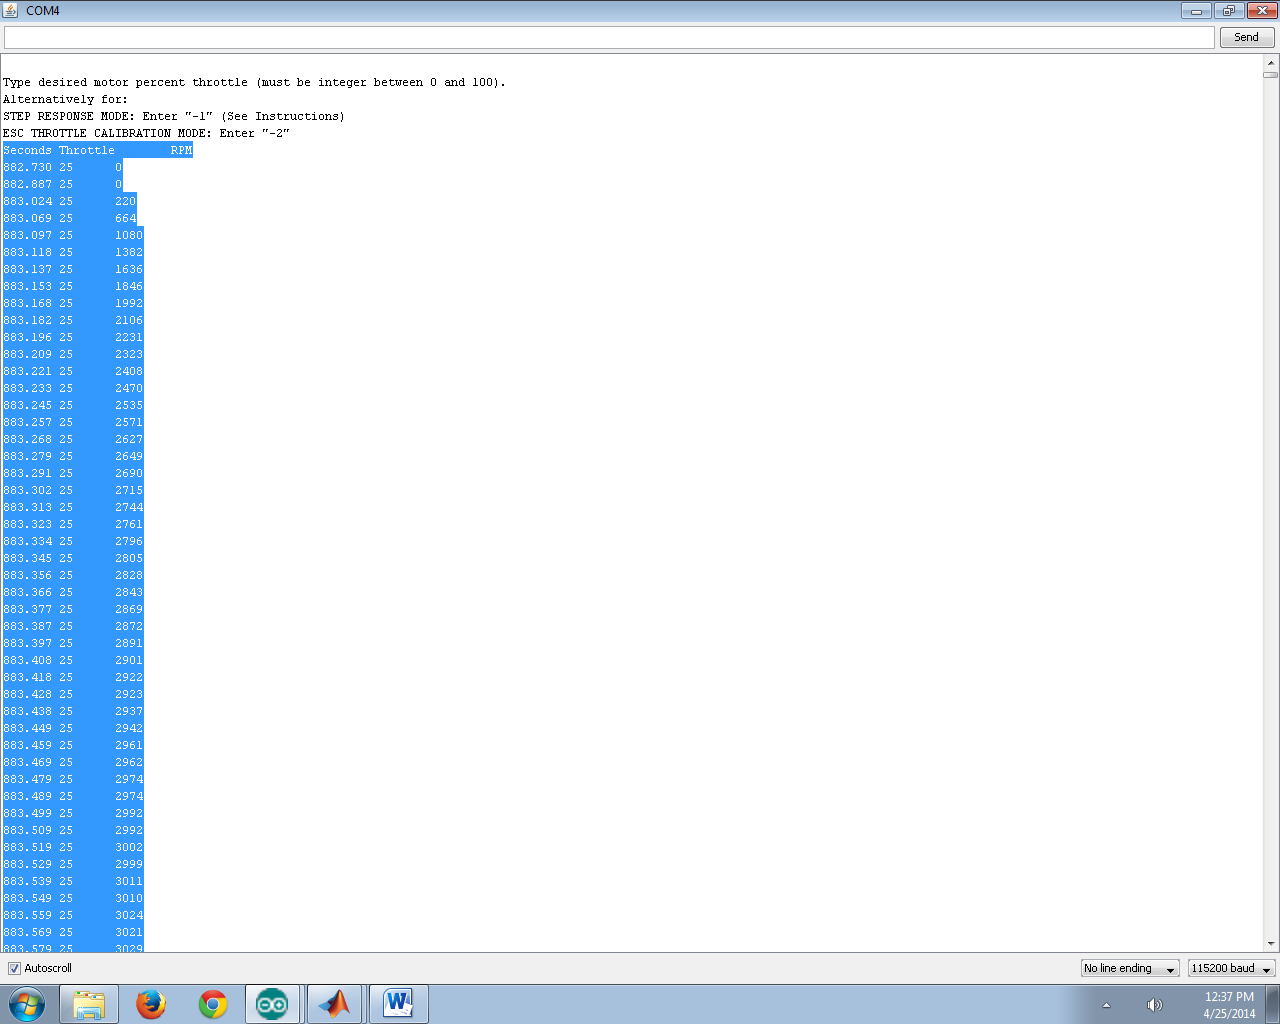 COM4
Send
Type desired motor percent throttle (must be integer between 0 and 100).
Alternatively for:
STEP RESPONSE MODE: Enter "-1" (See Instructions)
ESC THROTTLE CALIBRATION MODE: Enter "-2"
Seconds Throttle RPM
882.730 25 0
882.887 25 0
883.024 25 220
883.069 25 664
883.097 25 1080
883.118 25 1382
883.137 25 1636
883.153 25 1846
883.168 25 1992
883.182 25 2106
883.196 25 2231
883.209 25 2323
883.221 25 2408
883.233 25 2470
883.245 25 2535
883.257 25 2571
883.268 25 2627
883.279 25 2649
883.291 25 2690
883.302 25 2715
883.313 25 2744
883.323 25 2761
883.334 25 2796
883.345 25 2805
883.356 25 2828
883.366 25 2843
883.377 25 2869
883.387 25 2872
883.397 25 2891
883.408 25 2901
883.418 25 2922
883.428 25 2923
883.438 25 2937
883.449 25 2942
883.459 25 2961
883.469 25 2962
883.479 25 2974
883.489 25 2974
883.499 25 2992
883.509 25 2992
883.519 25 3002
883.529 25 2999
883.539 25 3011
883.549 25 3010
883.559 25 3024
883.569 25 3021
883.579 25 3029
Autoscroll
No line ending
115200 baud
12:37 PM
4/25/2014